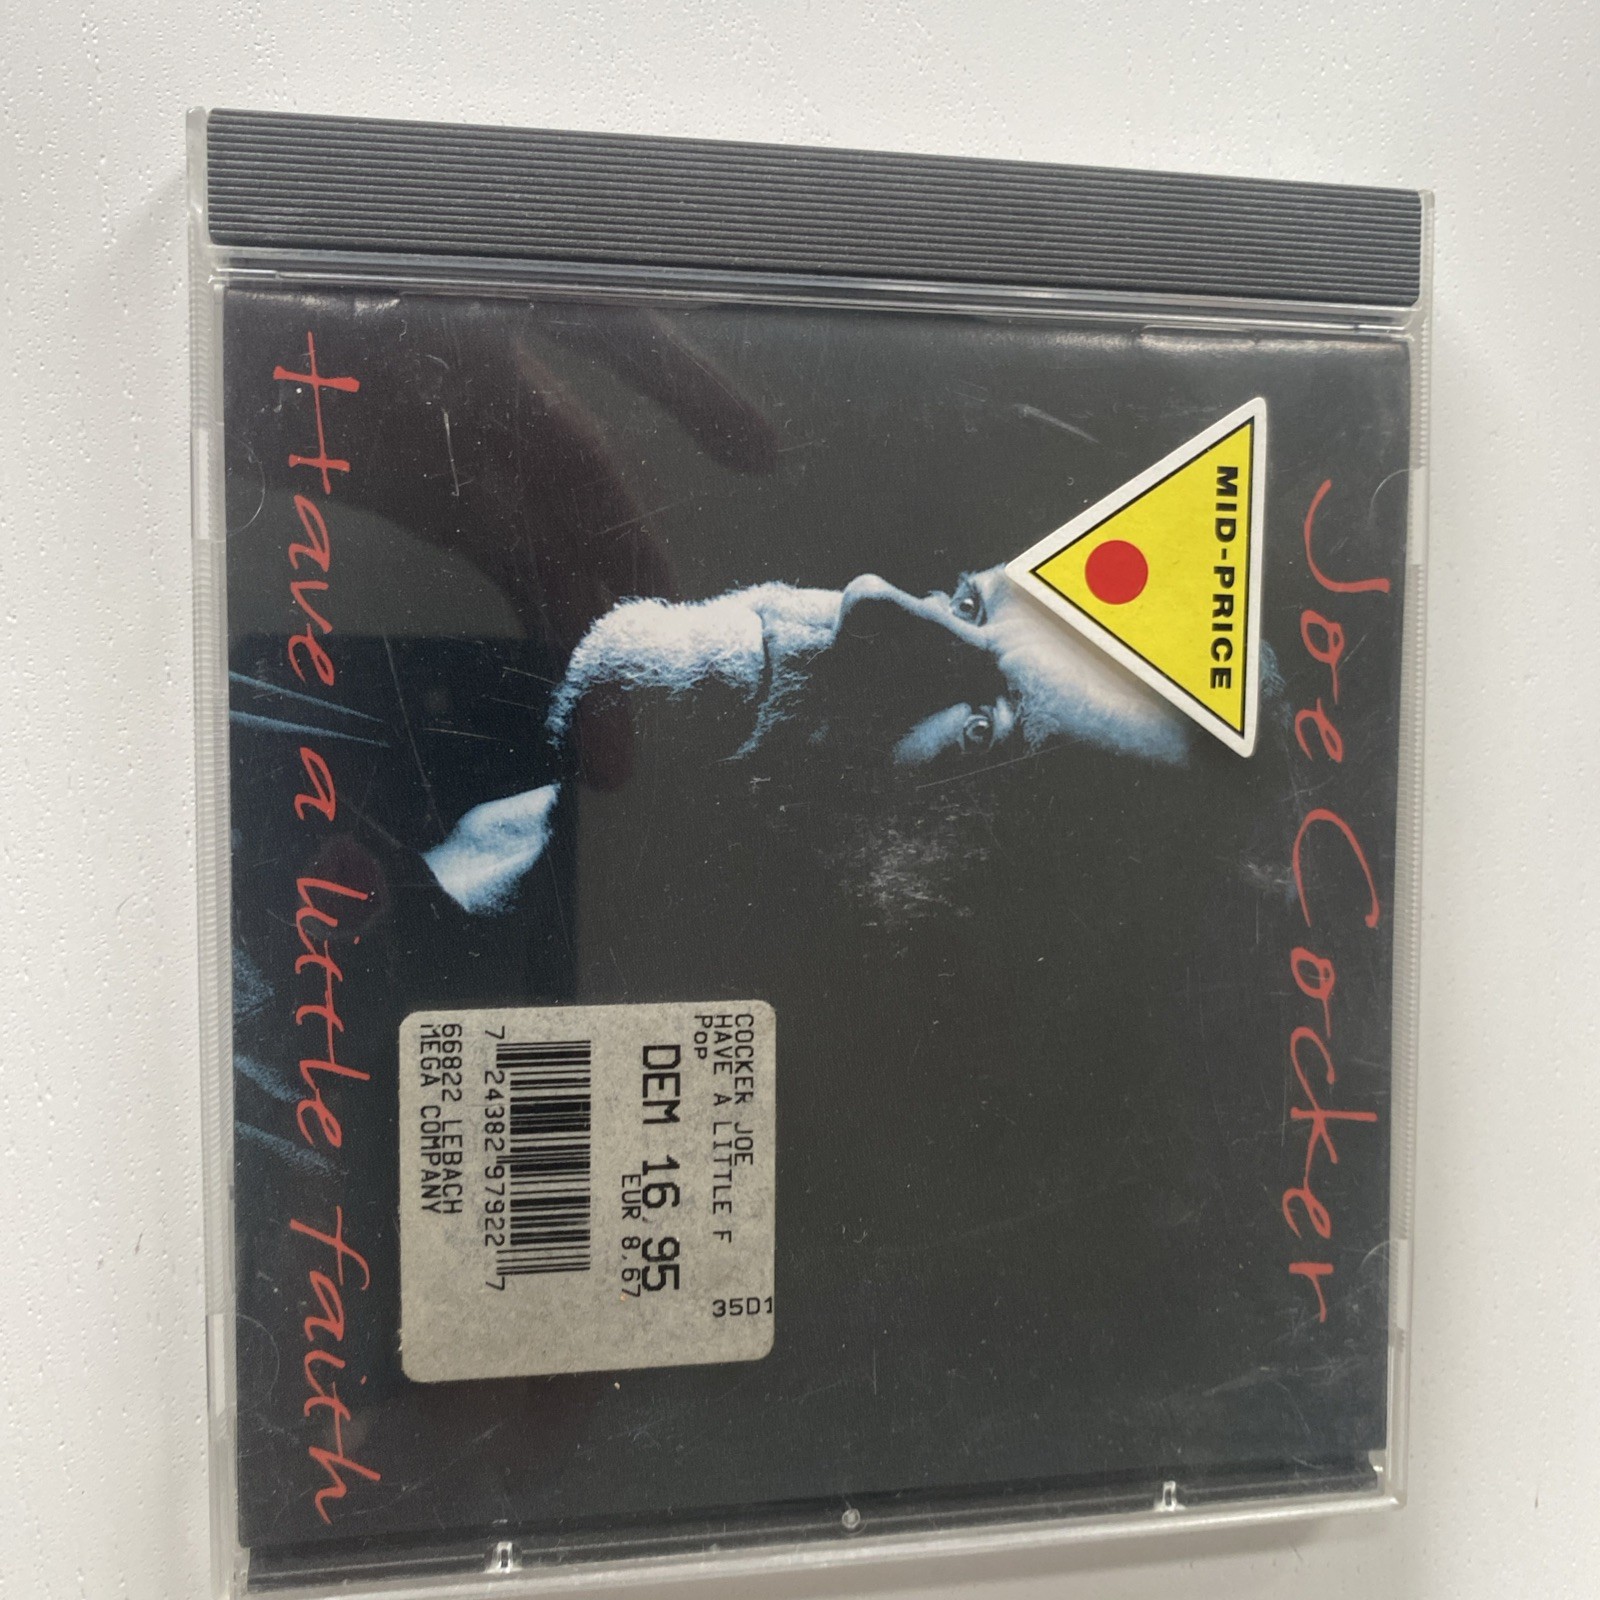 Joe Cocker
MID-PRICE
COCKER JOE
HAVE A LITTLE F
POP
35D1
DEM 16,95
EUR 8,67
7 24382 97922 7
66822 LEBACH
MEGA COMPANY
Have a little faith